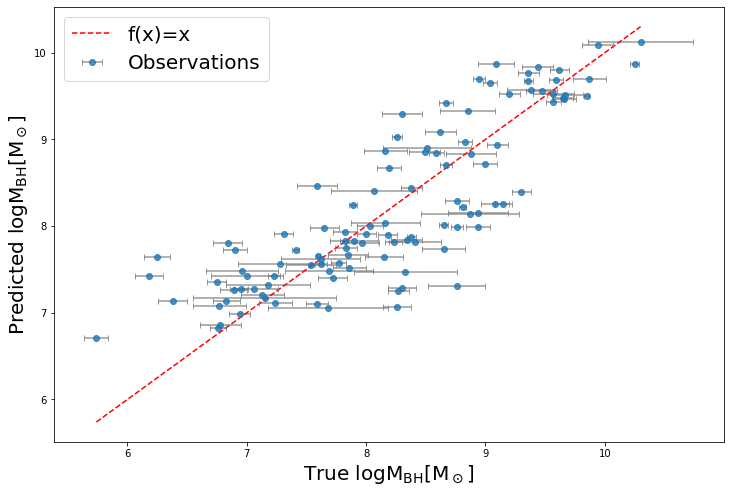 f(x)=x
Observations
Predicted logM_BH[M_⊙]
10
9
8
7
6
6 7 8 9 10
True logM_BH[M_⊙]